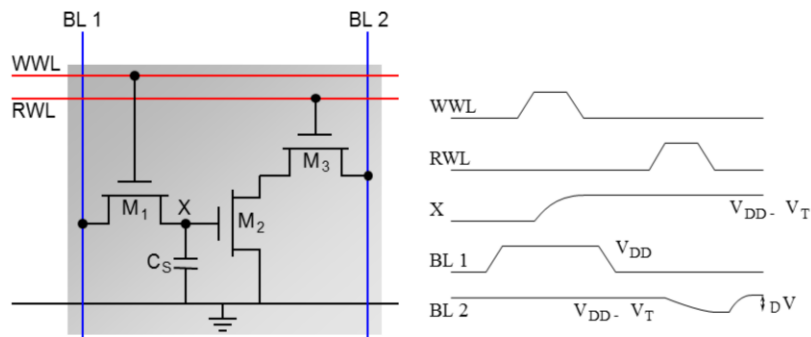 BL 1 BL 2
WWL
RWL
M3
M1 X M2
CS
WWL
RWL
X VDD- VT
BL 1 VDD
BL 2 VDD- VT DV